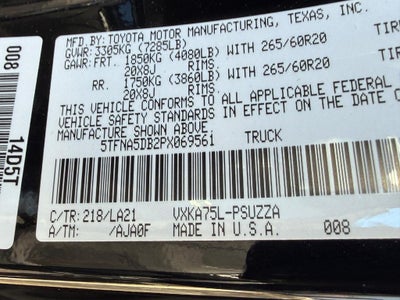 MFD.BY: TOYOTA MOTOR MANUFACTURING, TEXAS, INC.
GVWR:3305KG (7285LB)
GAWR:FRT. 1850KG (4080LB) WITH 265/60R20 TIRE
20X8J RIMS.
RR. 1750KG (3860LB) WITH 265/60R20 TIRE
20X8J RIMS.
THIS VEHICLE CONFORMS TO ALL APPLICABLE FEDERAL
VEHICLE SAFETY STANDARDS IN EFFECT ON THE DATE O
MANUFACTURE SHOWN ABOVE.
5TFNA5DB2PX069561 TRUCK
C/TR: 218/LA21 VXKA75L-PSUZZA
A/TM: /AJA0F MADE IN U.S.A. 008
008
14D5T